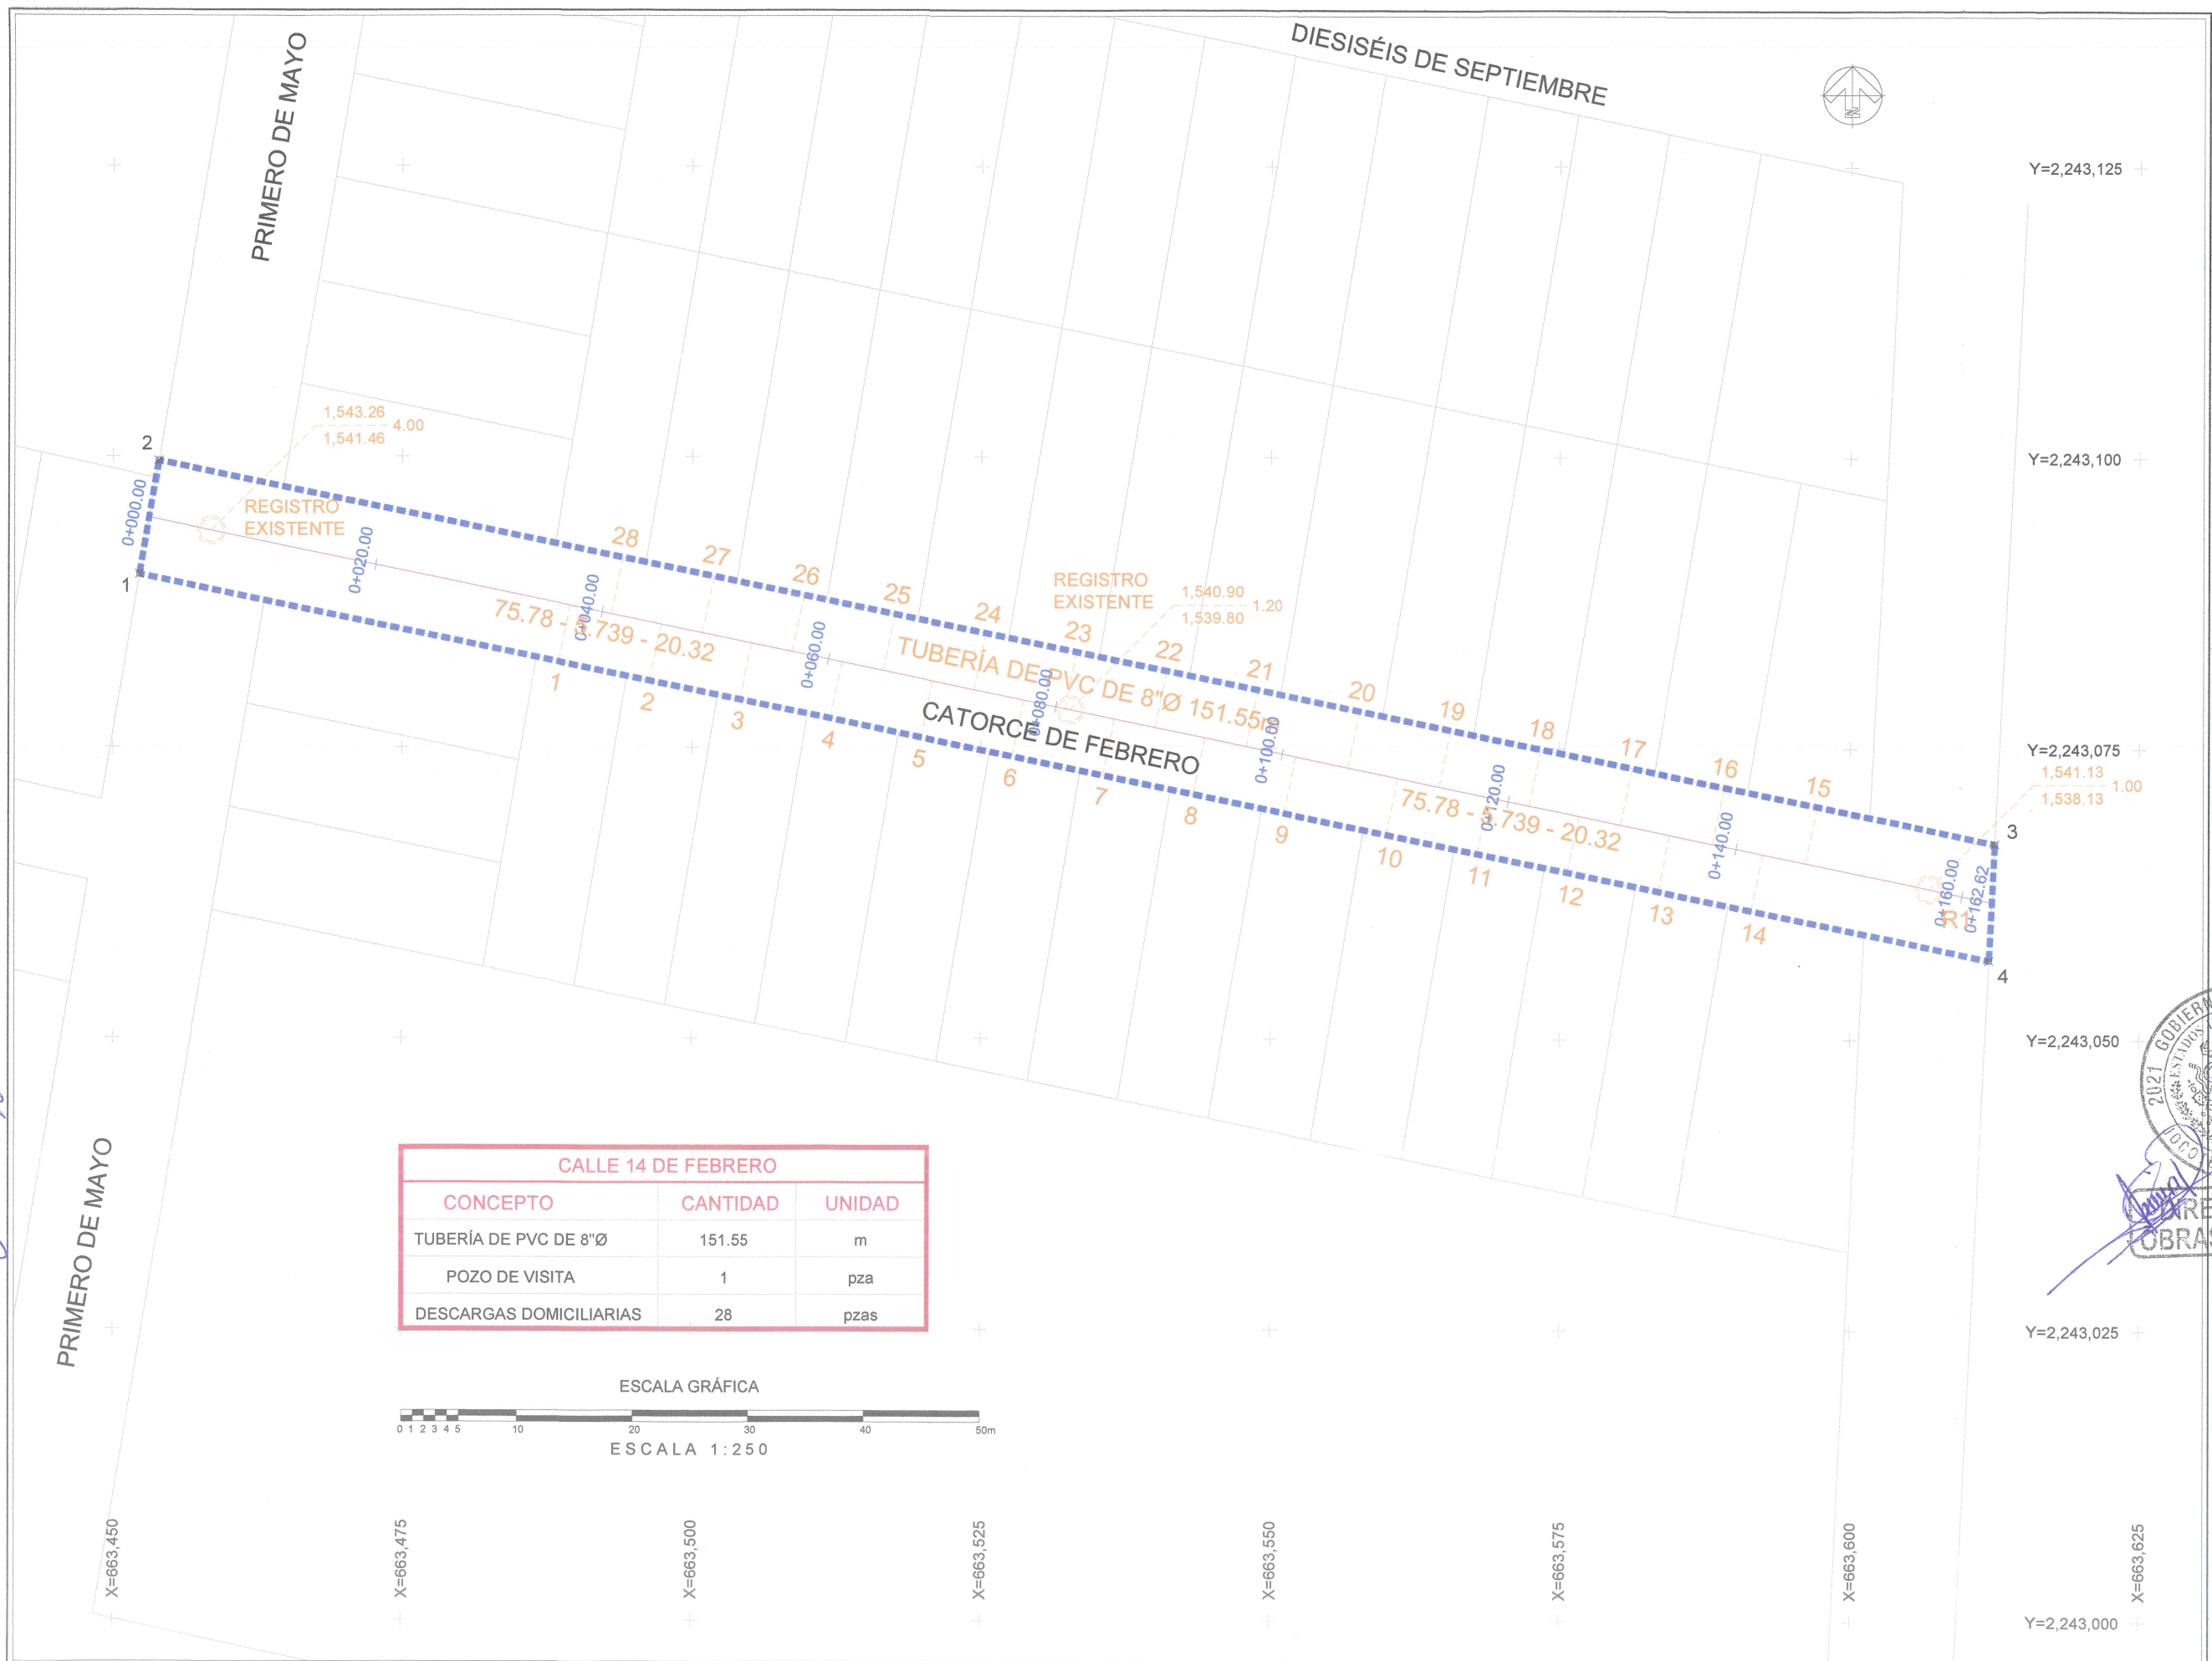 DIESISÉIS DE SEPTIEMBRE
PRIMERO DE MAYO
N
Y=2,243,125
1,543.26
4.00
1,541.46
2
Y=2,243,100
0+000.00
REGISTRO
EXISTENTE
1
0+020.00
28
27
26
25
24
23
22
21
20
19
18
17
16
15
REGISTRO
EXISTENTE
1,540.90
1.20
1,539.80
0+040.00
75.78 - 5.739 - 20.32
0+060.00
TUBERÍA DE PVC DE 8"Ø 151.55m
0+080.00
CATORCE DE FEBRERO
0+100.00
75.78 - 5.739 - 20.32
0+120.00
0+140.00
Y=2,243,075
1,541.13
1.00
1,538.13
3
0+160.00
0+162.62
R1
4
1
2
3
4
5
6
7
8
9
10
11
12
13
14
Y=2,243,050
2021 GOBIERN
ESTADOS
OCO
DIRE
OBRAS
PRIMERO DE MAYO
CALLE 14 DE FEBRERO
CONCEPTO CANTIDAD UNIDAD
TUBERÍA DE PVC DE 8"Ø 151.55 m
POZO DE VISITA 1 pza
DESCARGAS DOMICILIARIAS 28 pzas
Y=2,243,025
ESCALA GRÁFICA
0 1 2 3 4 5 10 20 30 40 50m
ESCALA 1:250
X=663,450
X=663,475
X=663,500
X=663,525
X=663,550
X=663,575
X=663,600
X=663,625
Y=2,243,000